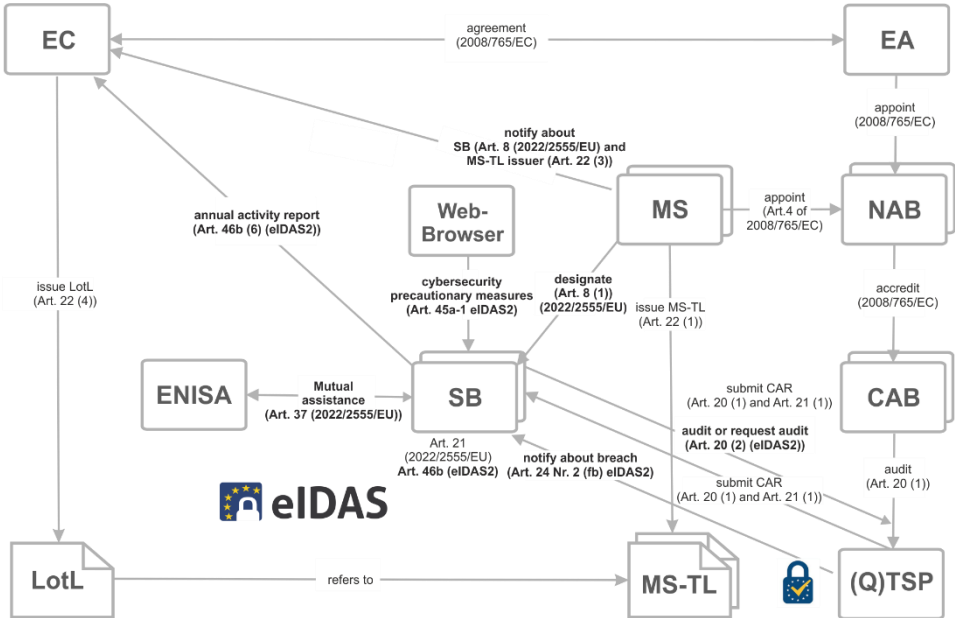 EC
agreement
(2008/765/EC)
EA
appoint
(2008/765/EC)
notify about
SB (Art. 8 (2022/2555/EU) and
MS-TL issuer (Art. 22 (3))
MS
appoint
(Art.4 of
2008/765/EC)
NAB
Web-
Browser
annual activity report
(Art. 46b (6) (eIDAS2))
issue LotL
(Art. 22 (4))
cybersecurity
precautionary measures
(Art. 45a-1 eIDAS2)
designate
(Art. 8 (1))
(2022/2555/EU)
issue MS-TL
(Art. 22 (1))
accredit
(2008/765/EC)
ENISA
Mutual
assistance
(Art. 37 (2022/2555/EU))
SB
submit CAR
(Art. 20 (1) and Art. 21 (1))
CAB
audit or request audit
(Art. 20 (2) (eIDAS2))
Art. 21
(2022/2555/EU)
Art. 46b (eIDAS2)
notify about breach
(Art. 24 Nr. 2 (fb) eIDAS2)
audit
(Art. 20 (1))
submit CAR
(Art. 20 (1) and Art. 21 (1))
eIDAS
LotL
refers to
MS-TL
(Q)TSP